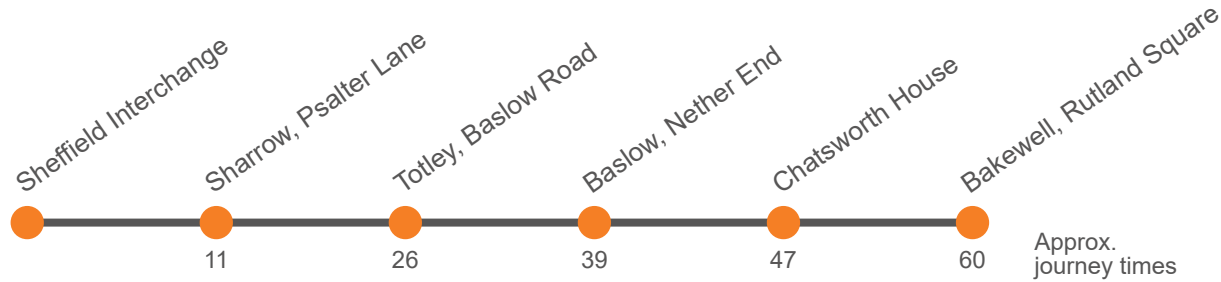 Sheffield Interchange
Sharrow, Psalter Lane
Totley, Baslow Road
Baslow, Nether End
Chatsworth House
Bakewell, Rutland Square
11
26
39
47
60
Approx.
journey times